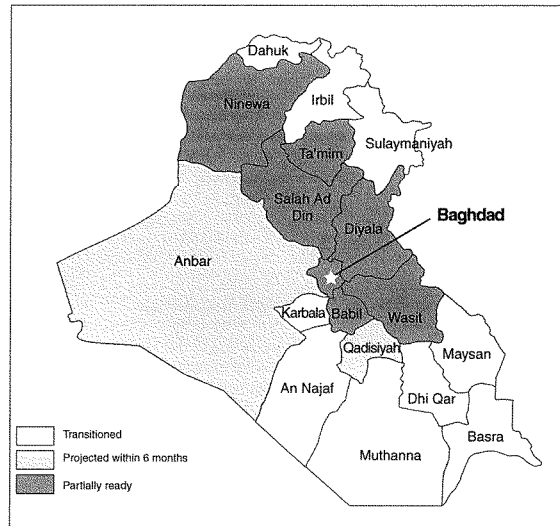 Dahuk
Ninewa
Irbil
Ta'mim
Sulaymaniyah
Salah Ad
Din
Diyala
Baghdad
Anbar
Karbala
Babil
Wasit
Qadisiyah
Maysan
An Najaf
Dhi Qar
Basra
Muthanna
Transitioned
Projected within 6 months
Partially ready